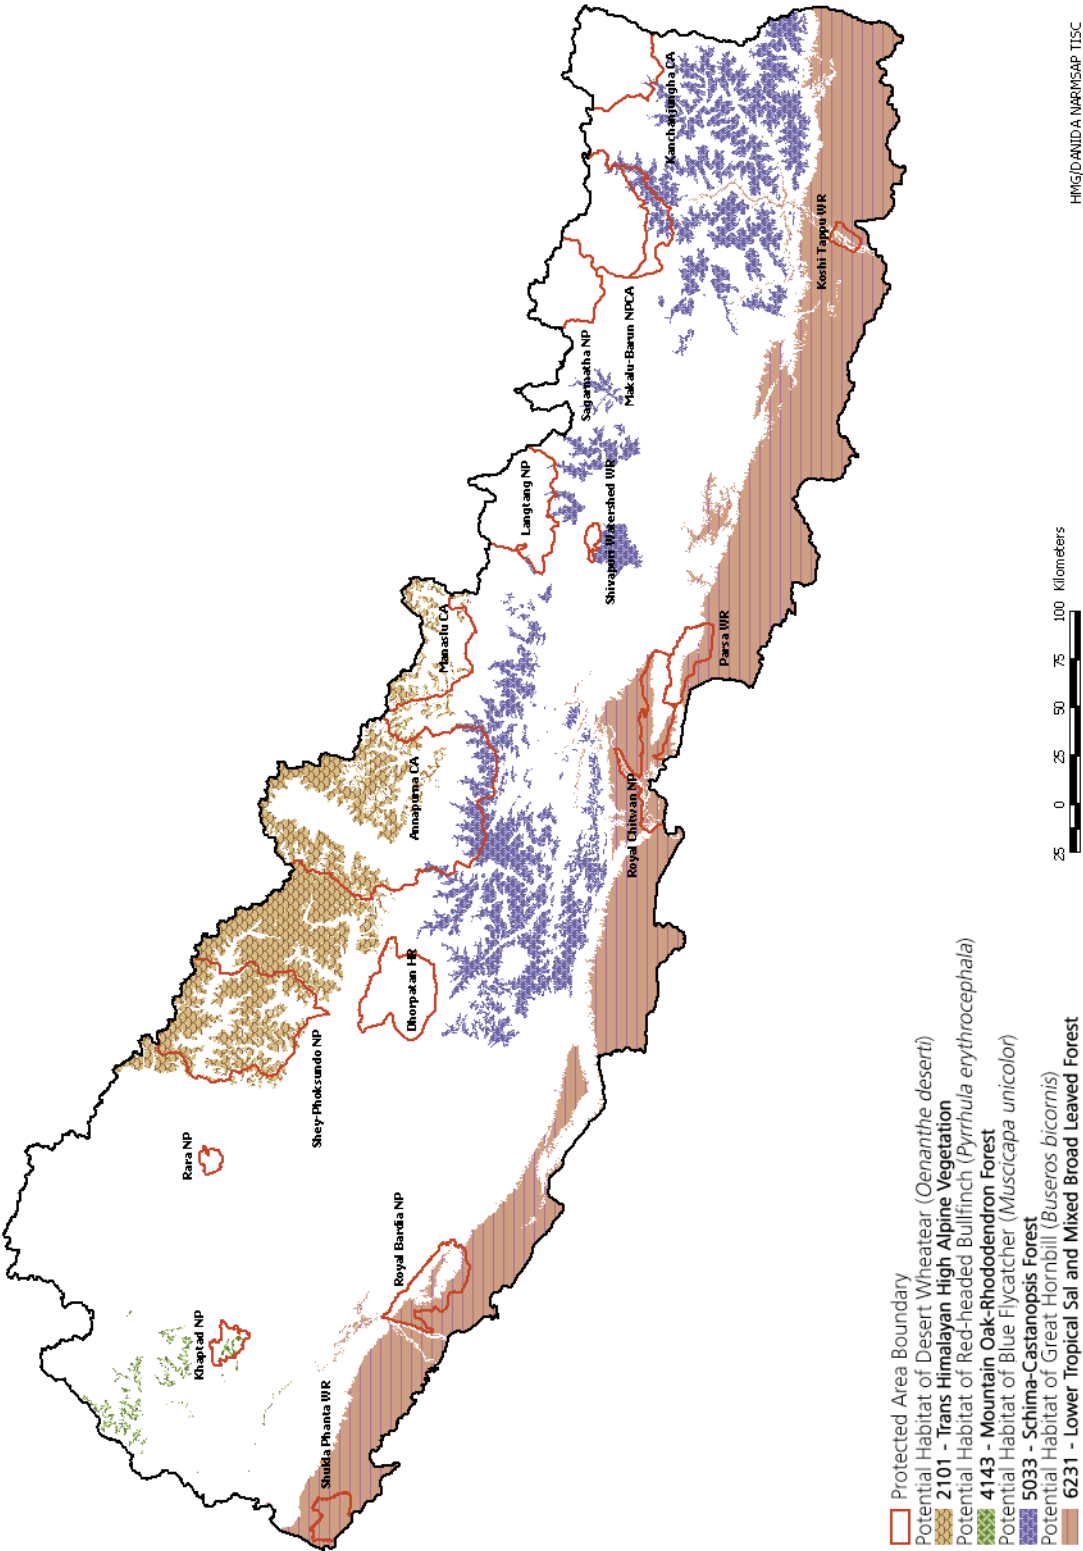 Khaptad NP
Rara NP
Shey-Phoksundo NP
Shukla Phanta WR
Royal Bardia NP
Dhorpatan HR
Annapurna CA
Manaslu CA
Royal Chitwan NP
Parsa WR
Langtang NP
Shivapuri Watershed WR
Sagarmatha NP
Makalu-Barun NPCA
Kanchanjungha CA
Koshi Tappu WR
Protected Area Boundary
Potential Habitat of Desert Wheatear (Oenanthe deserti)
2101 - Trans Himalayan High Alpine Vegetation
Potential Habitat of Red-headed Bullfinch (Pyrrhula erythrocephala)
4143 - Mountain Oak-Rhododendron Forest
Potential Habitat of Blue Flycatcher (Muscicapa unicolor)
5033 - Schima-Castanopsis Forest
Potential Habitat of Great Hornbill (Buseros bicornis)
6231 - Lower Tropical Sal and Mixed Broad Leaved Forest
25 0 25 50 75 100 Kilometers
HMG/DANIDA NARMSAP TISC